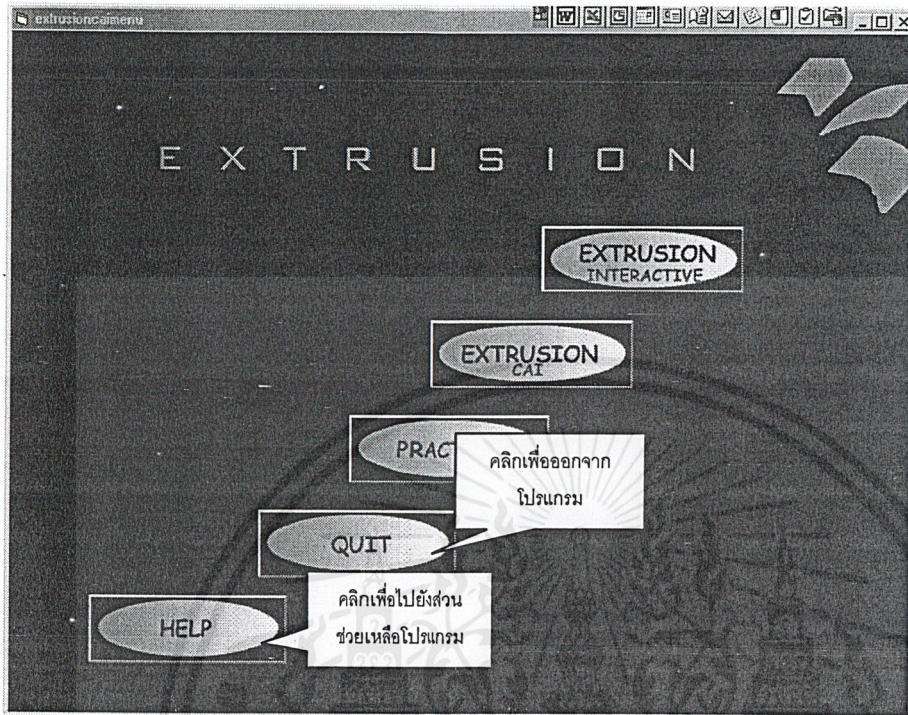 extrusioncaimenu
EXTRUSION
EXTRUSION
INTERACTIVE
EXTRUSION
CAI
PRAC
คลิกเพื่อออกจาก
โปรแกรม
QUIT
คลิกเพื่อไปยังส่วน
ช่วยเหลือโปรแกรม
HELP